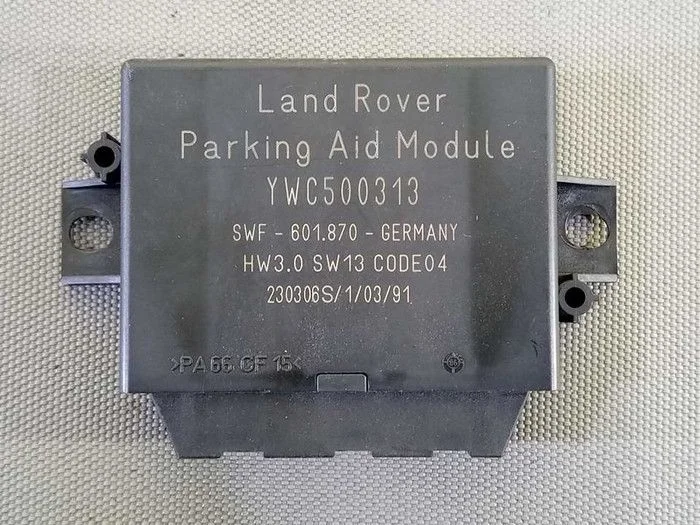 Land Rover
Parking Aid Module
YWC500313
SWF - 601.870 - GERMANY
HW3.0 SW13 CODE04
230306S/1/03/91
>PA66 GF15<